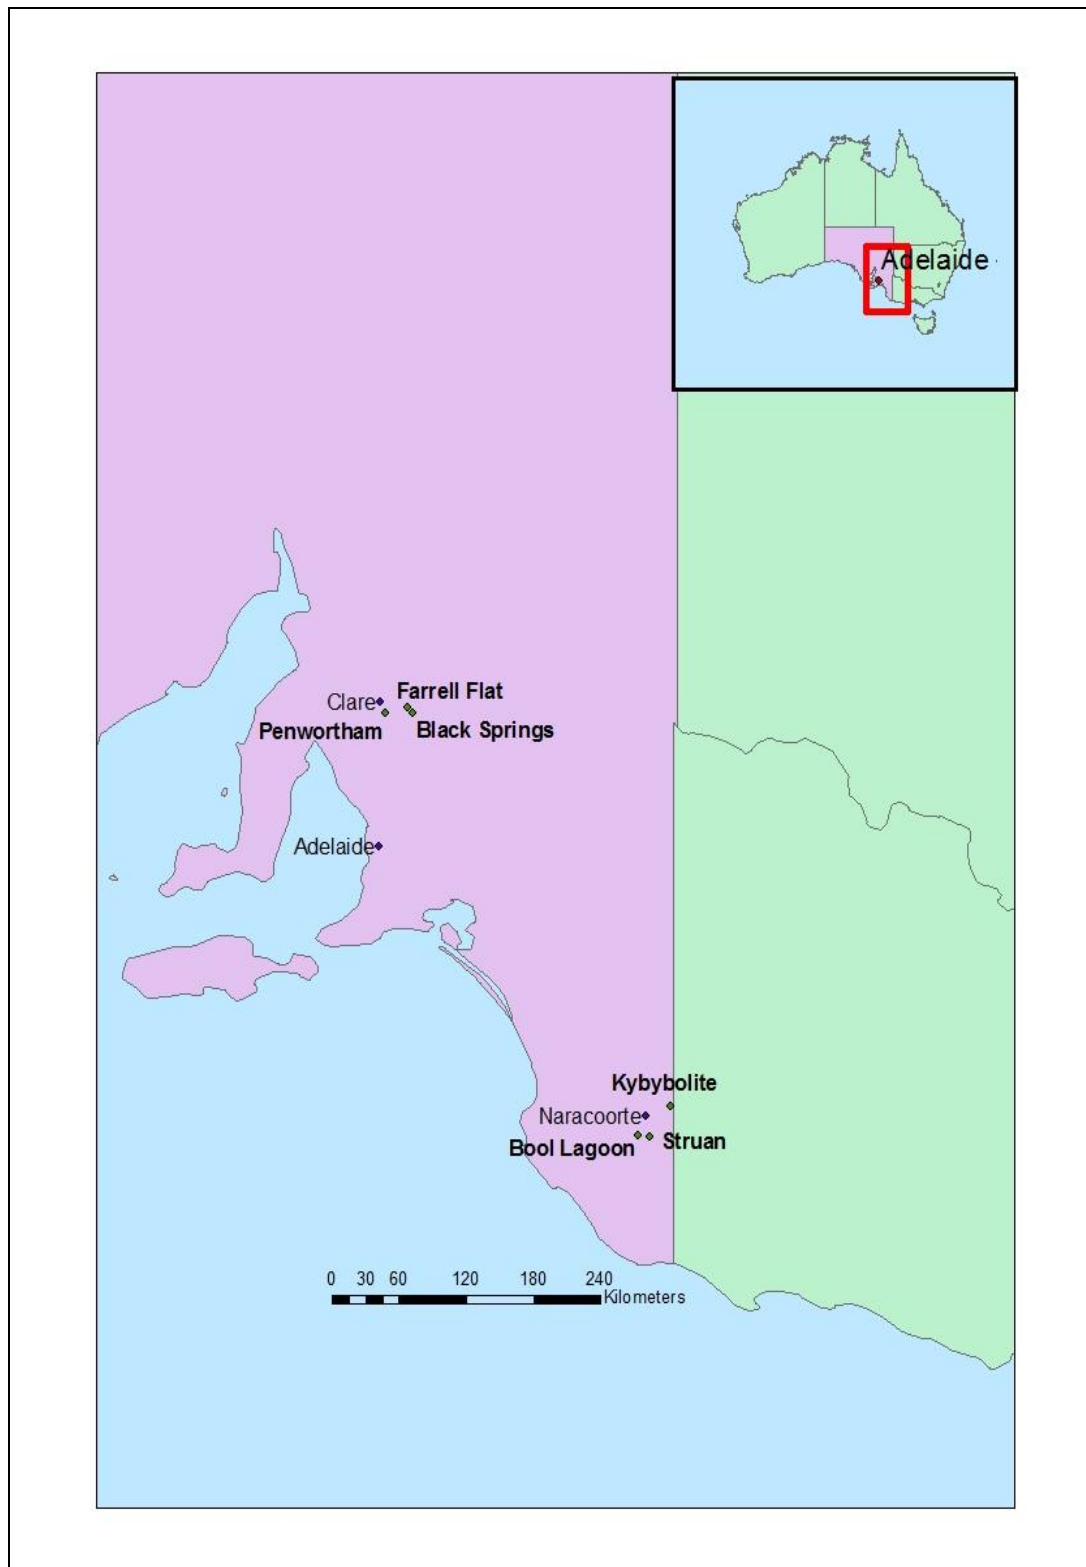 Adelaide
Farrell Flat
Clare
Penwortham
Black Springs
Adelaide
Kybybolite
Naracoorte
Bool Lagoon
Struan
0 30 60 120 180 240
Kilometers